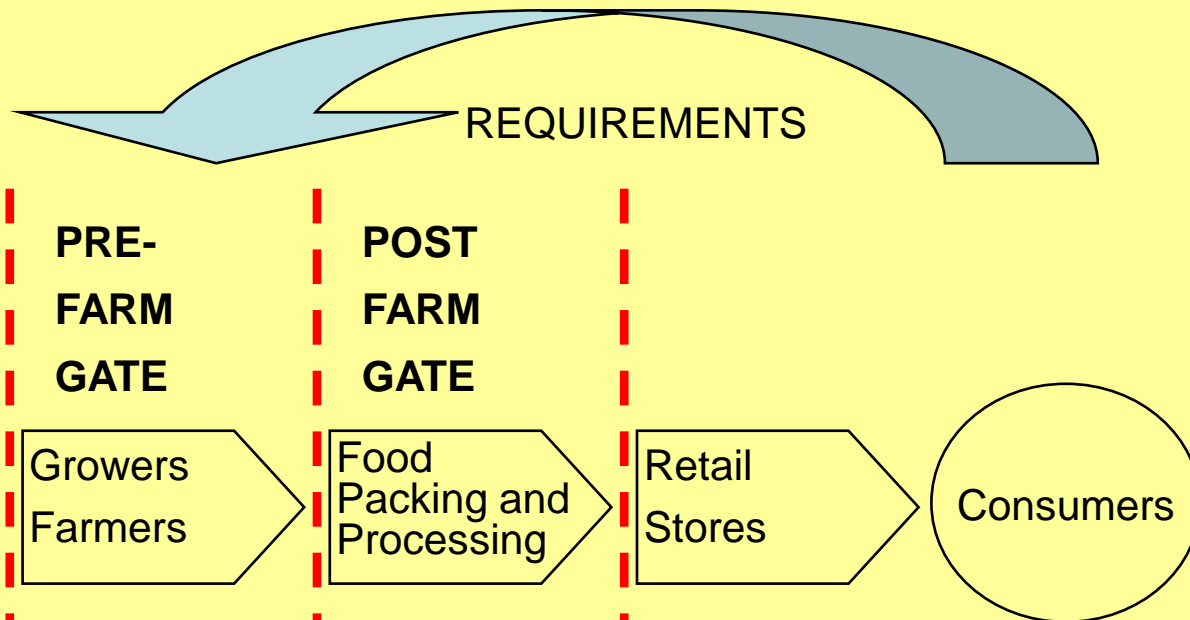 REQUIREMENTS
PRE-
FARM
GATE
POST
FARM
GATE
Growers
Farmers
Food
Packing and
Processing
Retail
Stores
Consumers